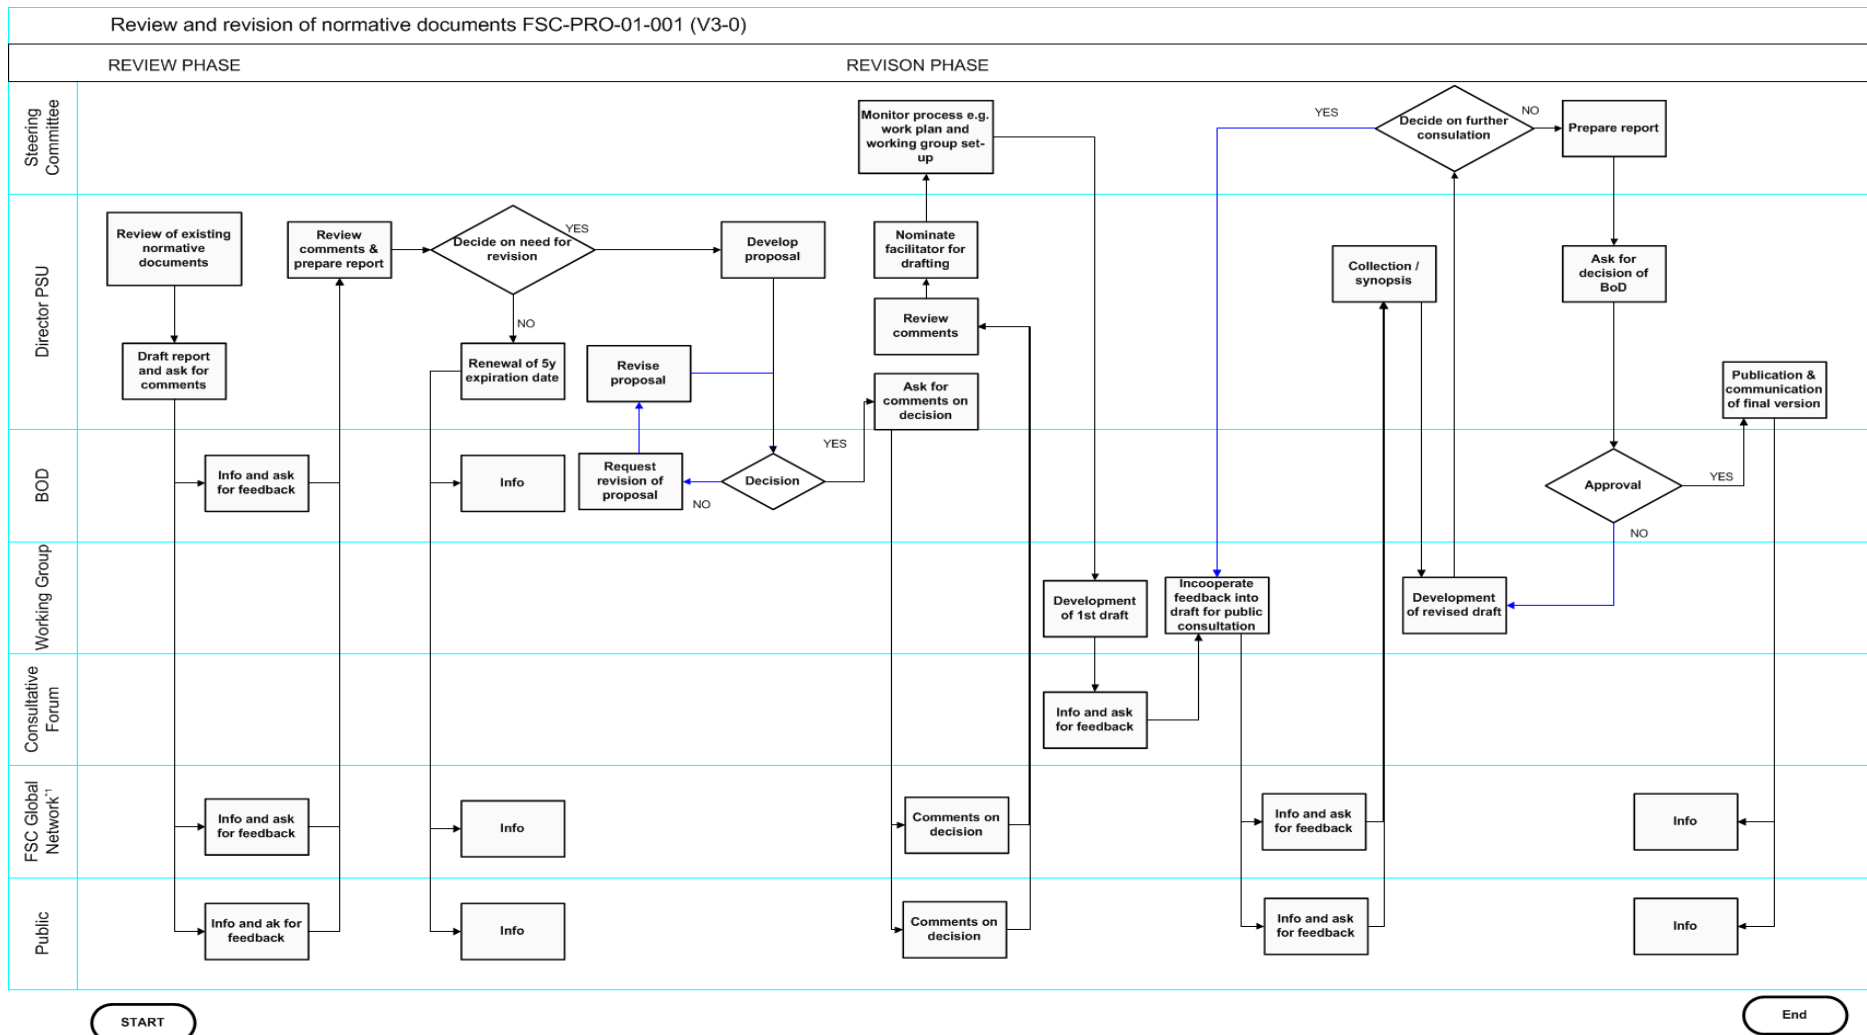 Review and revision of normative documents FSC-PRO-01-001 (V3-0)
REVIEW PHASE
REVISON PHASE
Steering
Committee
Monitor process e.g.
work plan and
working group set-
up
YES
Decide on further
consulation
NO
Prepare report
Director PSU
Review of existing
normative
documents
Review
comments &
prepare report
Decide on need for
revision
YES
Develop
proposal
Nominate
facilitator for
drafting
Collection /
synopsis
Ask for
decision of
BoD
NO
Review
comments
Draft report
and ask for
comments
Renewal of 5y
expiration date
Revise
proposal
Ask for
comments on
decision
Publication &
communication
of final version
BOD
Info and ask
for feedback
Info
Request
revision of
proposal
NO
Decision
YES
Approval
YES
NO
Working Group
Development
of 1st draft
Incooperate
feedback into
draft for public
consultation
Development
of revised draft
Consultative
Forum
Info and ask
for feedback
FSC Global
Network*1
Info and ask
for feedback
Info
Comments on
decision
Info and ask
for feedback
Info
Public
Info and ak for
feedback
Info
Comments on
decision
Info and ask
for feedback
Info
START
End